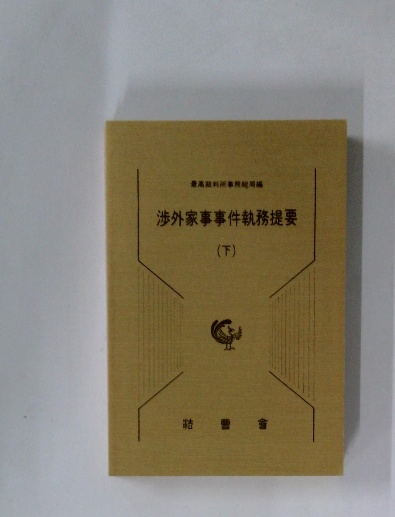 最高裁判所事務総局編
渉外家事事件執務提要
(下)
法曹會